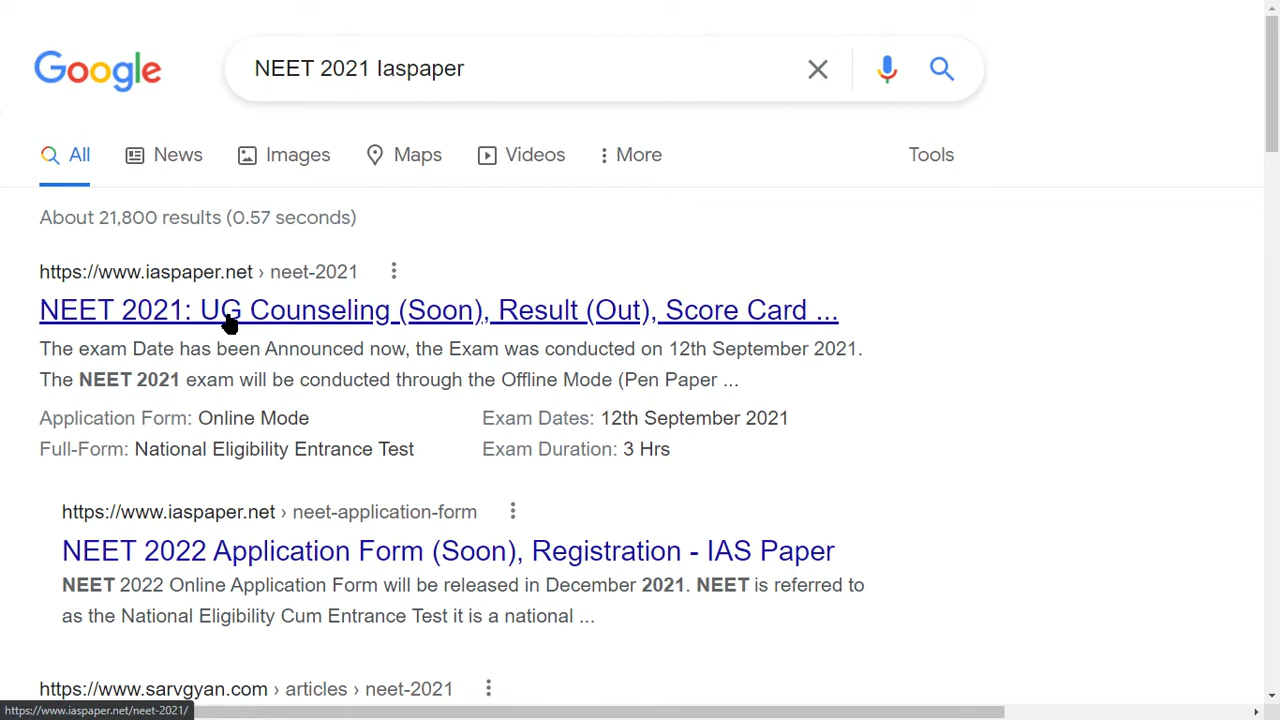 Google
NEET 2021 Iaspaper
All News Images Maps Videos More Tools
About 21,800 results (0.57 seconds)
https://www.iaspaper.net › neet-2021
NEET 2021: UG Counseling (Soon), Result (Out), Score Card ...
The exam Date has been Announced now, the Exam was conducted on 12th September 2021.
The NEET 2021 exam will be conducted through the Offline Mode (Pen Paper ...
Application Form: Online Mode Exam Dates: 12th September 2021
Full-Form: National Eligibility Entrance Test Exam Duration: 3 Hrs
https://www.iaspaper.net › neet-application-form
NEET 2022 Application Form (Soon), Registration - IAS Paper
NEET 2022 Online Application Form will be released in December 2021. NEET is referred to
as the National Eligibility Cum Entrance Test it is a national ...
https://www.sarvgyan.com › articles › neet-2021
https://www.iaspaper.net/neet-2021/